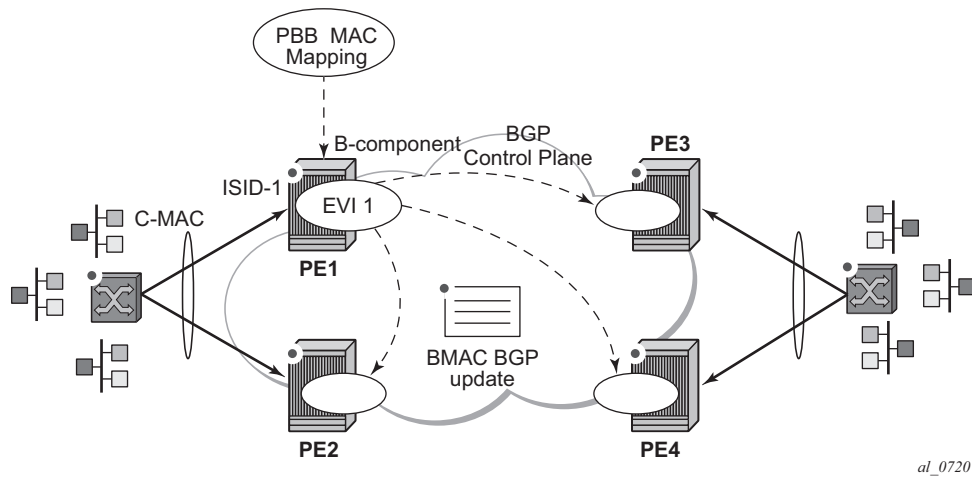 PBB MAC
Mapping
B-component
BGP
Control Plane
PE3
ISID-1
EVI 1
C-MAC
PE1
BMAC BGP
update
PE2
PE4
al_0720